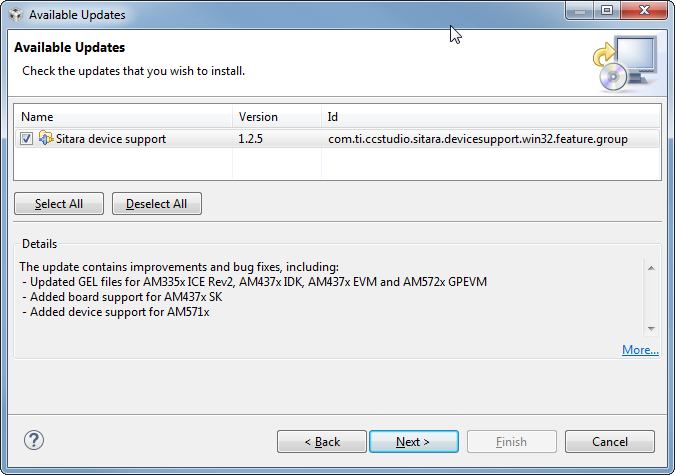 Available Updates
Available Updates
Check the updates that you wish to install.
Name Version Id
Sitara device support 1.2.5 com.ti.ccstudio.sitara.devicesupport.win32.feature.group
Select All Deselect All
Details
The update contains improvements and bug fixes, including:
- Updated GEL files for AM335x ICE Rev2, AM437x IDK, AM437x EVM and AM572x GPEVM
- Added board support for AM437x SK
- Added device support for AM571x
More...
? < Back Next > Finish Cancel